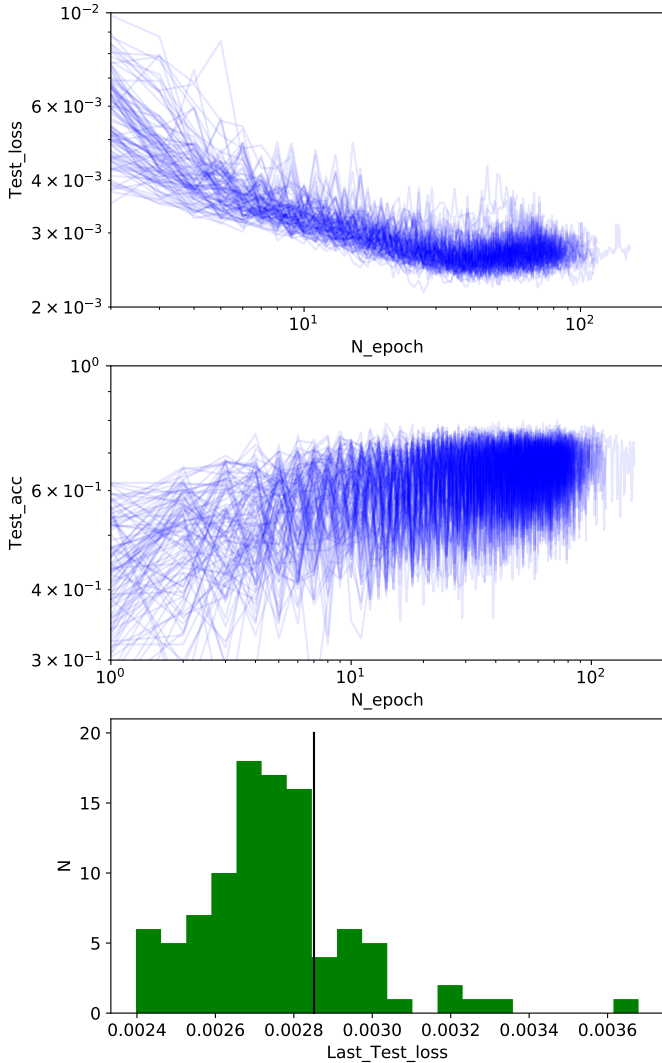 10⁻²
6 × 10⁻³
4 × 10⁻³
3 × 10⁻³
2 × 10⁻³
Test_loss
10¹ 10²
N_epoch
10⁰
6 × 10⁻¹
4 × 10⁻¹
3 × 10⁻¹
Test_acc
10⁰ 10¹ 10²
N_epoch
20
15
10
5
0
N
0.0024 0.0026 0.0028 0.0030 0.0032 0.0034 0.0036
Last_Test_loss